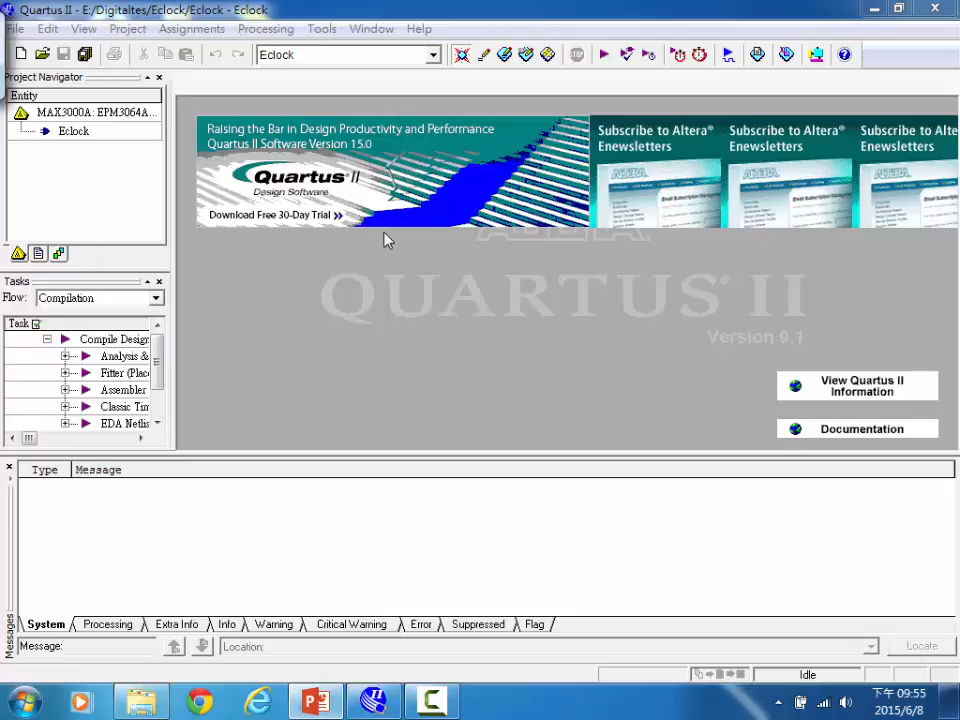 Quartus II - E:/Digitaltes/Eclock/Eclock - Eclock
File Edit View Project Assignments Processing Tools Window Help
Eclock
Project Navigator
Entity
MAX3000A: EPM3064A...
Eclock
Raising the Bar in Design Productivity and Performance
Quartus II Software Version 15.0
Quartus II
Design Software
Download Free 30-Day Trial
Subscribe to Altera®
Enewsletters
Subscribe to Altera®
Enewsletters
Subscribe to Alte
Enewsletters
QUARTUS II
Version 9.1
View Quartus II
Information
Documentation
Tasks
Flow: Compilation
Task
Compile Design
Analysis &
Fitter (Place
Assembler
Classic Tim
EDA Netlis
Type Message
System Processing Extra Info Info Warning Critical Warning Error Suppressed Flag
Messages
Message: Location: Locate
Idle
下午 09:55
2015/6/8